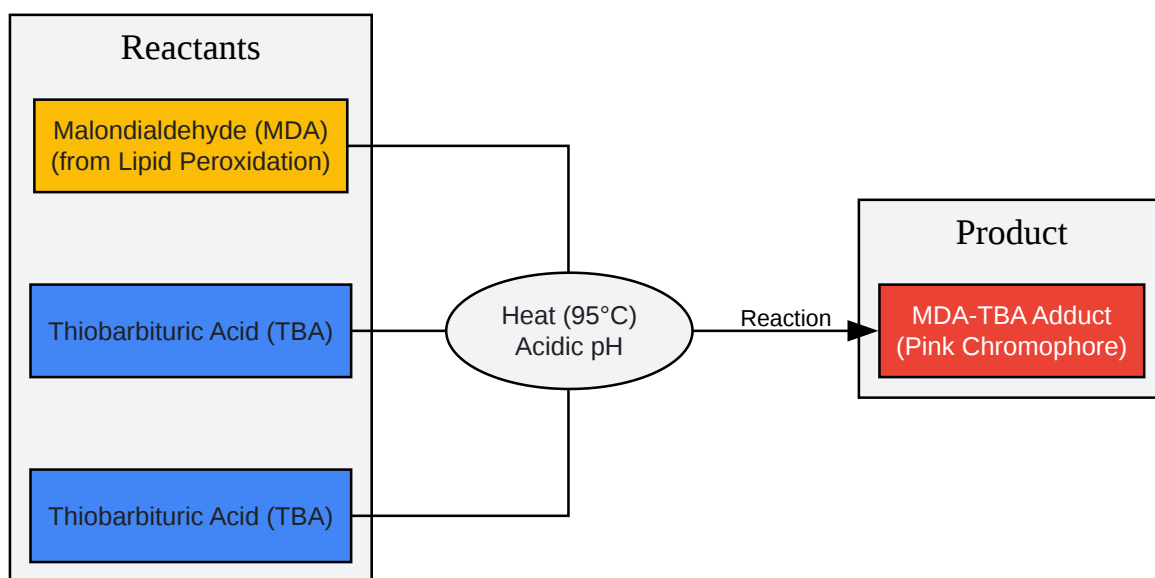 Reactants
Malondialdehyde (MDA)
(from Lipid Peroxidation)
Thiobarbituric Acid (TBA)
Thiobarbituric Acid (TBA)
Heat (95°C)
Acidic pH
Reaction
Product
MDA-TBA Adduct
(Pink Chromophore)